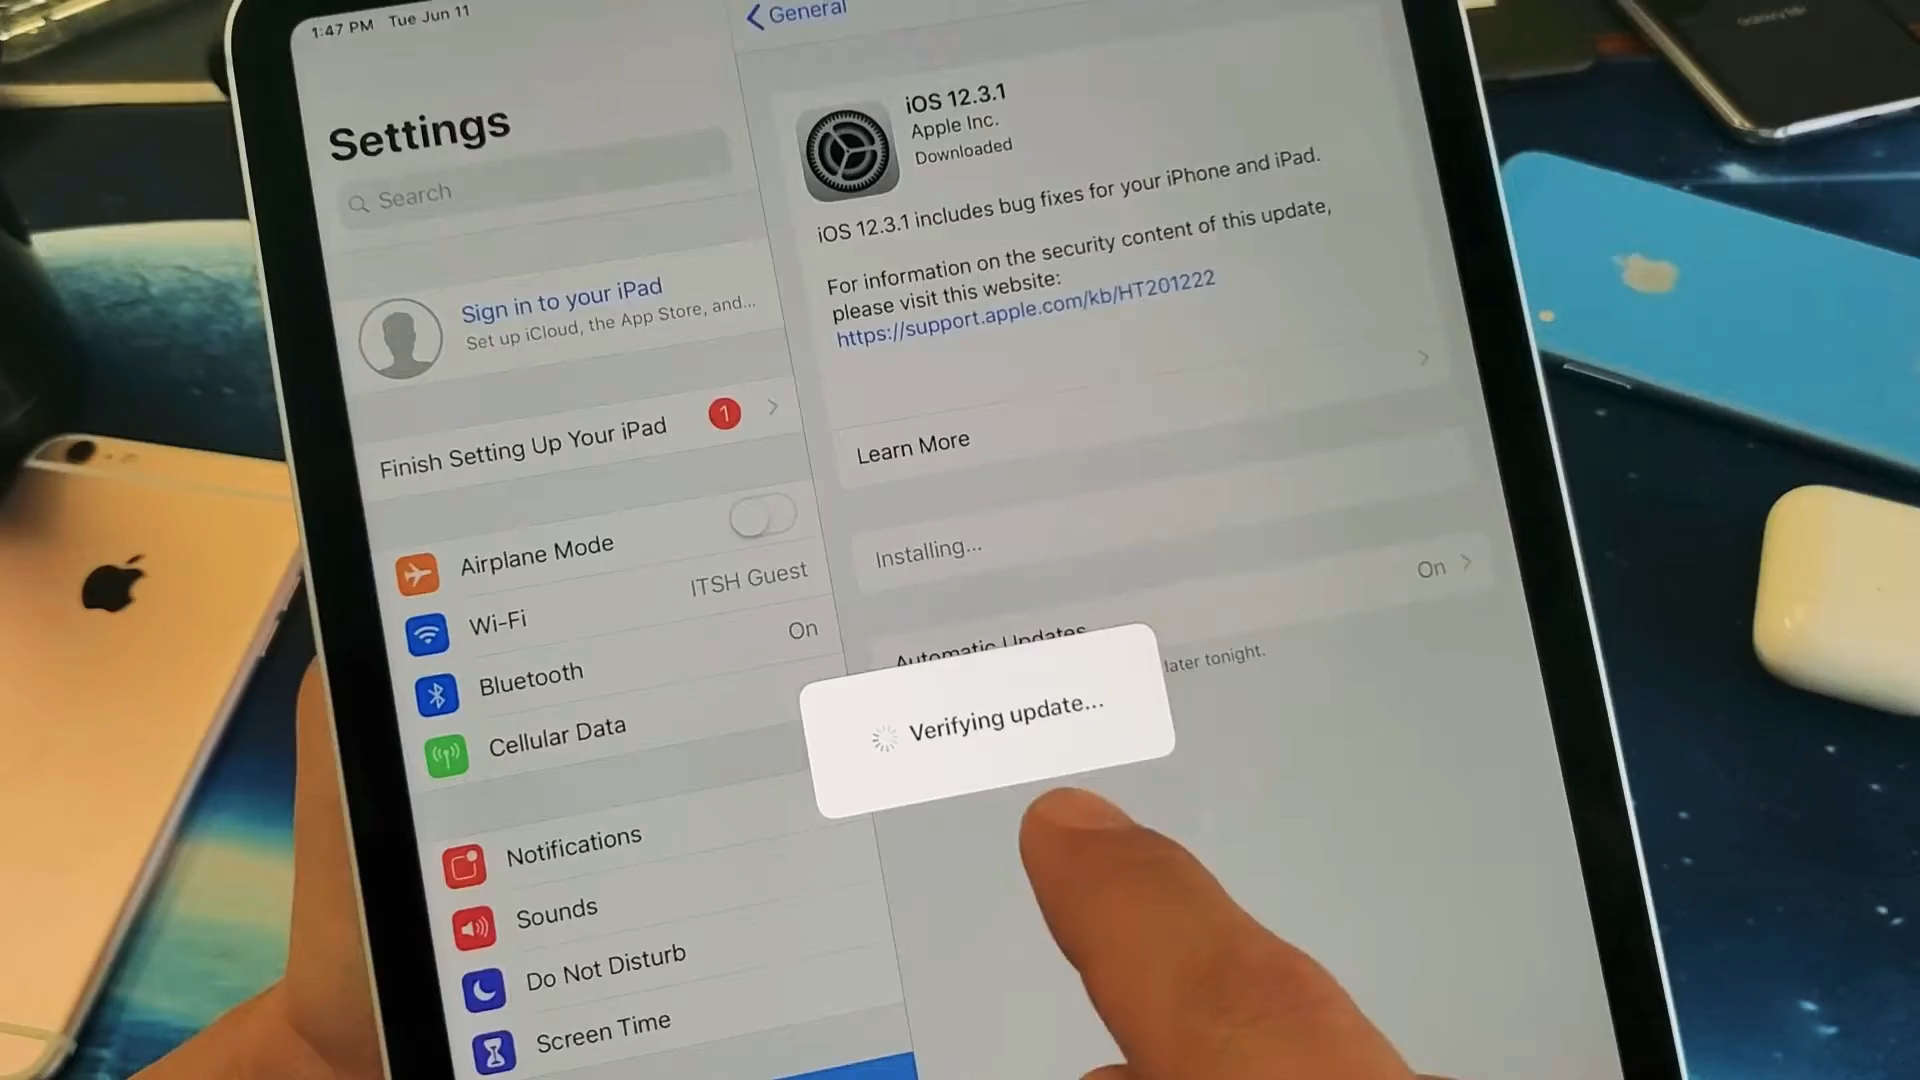 1:47 PM Tue Jun 11
Settings
Search
Sign in to your iPad
Set up iCloud, the App Store, and...
Finish Setting Up Your iPad 1
Airplane Mode
Wi-Fi ITSH Guest
Bluetooth On
Cellular Data
Notifications
Sounds
Do Not Disturb
Screen Time
General
iOS 12.3.1
Apple Inc.
Downloaded
iOS 12.3.1 includes bug fixes for your iPhone and iPad.
For information on the security content of this update,
please visit this website:
https://support.apple.com/kb/HT201222
Learn More
Installing...
Automatic Updates On
later tonight.
Verifying update...